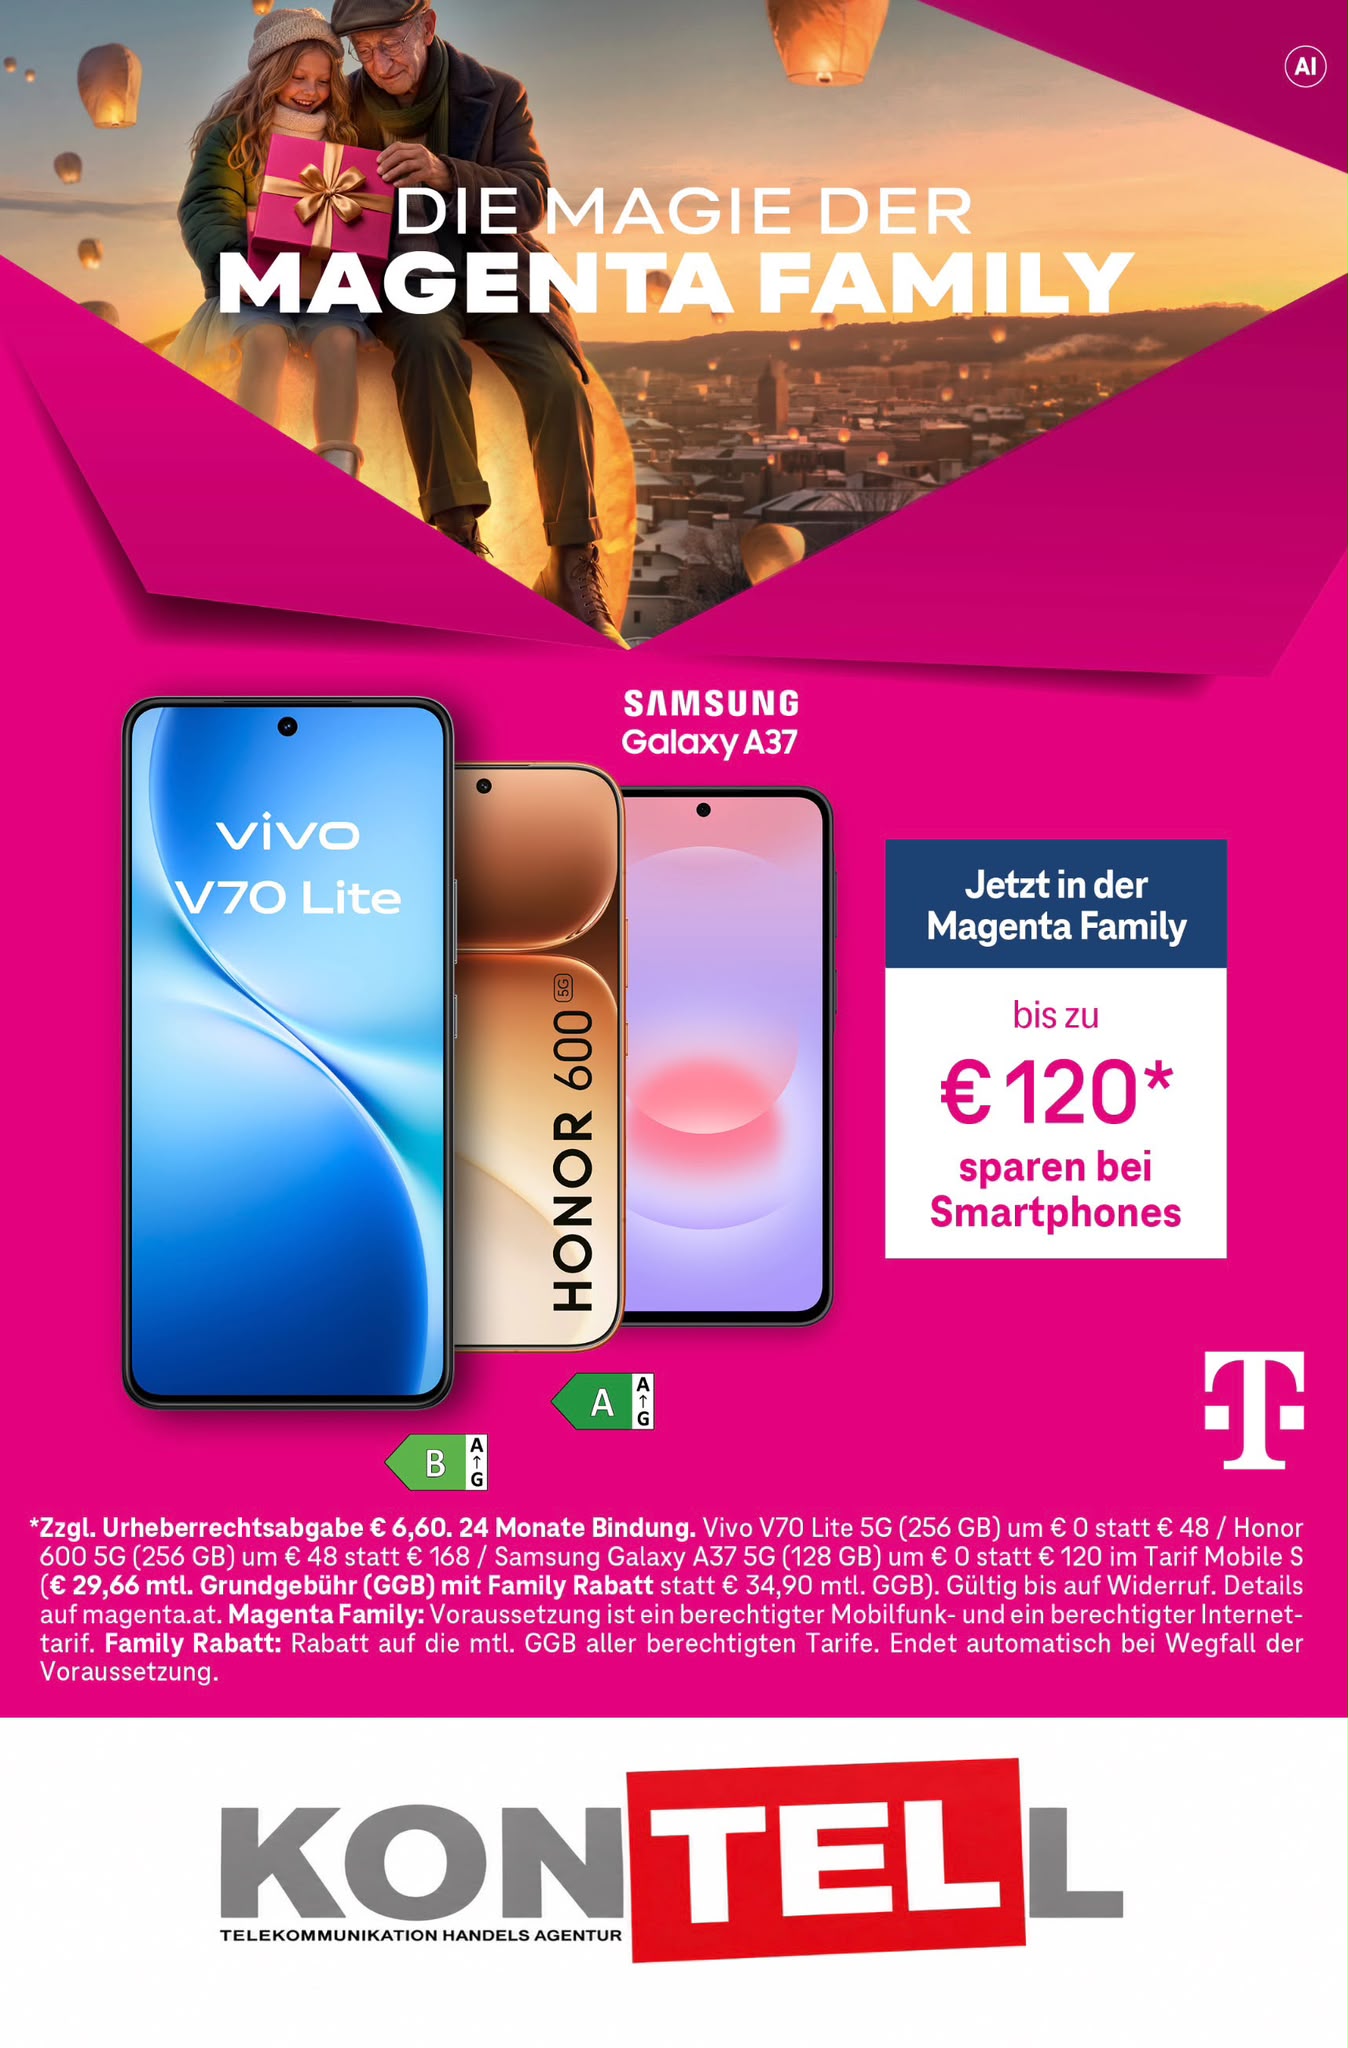 AI
DIE MAGIE DER
MAGENTA FAMILY
SAMSUNG
Galaxy A37
vivo
V70 Lite
HONOR 600 5G
Jetzt in der
Magenta Family
bis zu
€ 120*
sparen bei
Smartphones
A A↑G
B A↑G
T
*Zzgl. Urheberrechtsabgabe € 6,60. 24 Monate Bindung. Vivo V70 Lite 5G (256 GB) um € 0 statt € 48 / Honor
600 5G (256 GB) um € 48 statt € 168 / Samsung Galaxy A37 5G (128 GB) um € 0 statt € 120 im Tarif Mobile S
(€ 29,66 mtl. Grundgebühr (GGB) mit Family Rabatt statt € 34,90 mtl. GGB). Gültig bis auf Widerruf. Details
auf magenta.at. Magenta Family: Voraussetzung ist ein berechtigter Mobilfunk- und ein berechtigter Internet-
tarif. Family Rabatt: Rabatt auf die mtl. GGB aller berechtigten Tarife. Endet automatisch bei Wegfall der
Voraussetzung.
KONTELL
TELEKOMMUNIKATION HANDELS AGENTUR